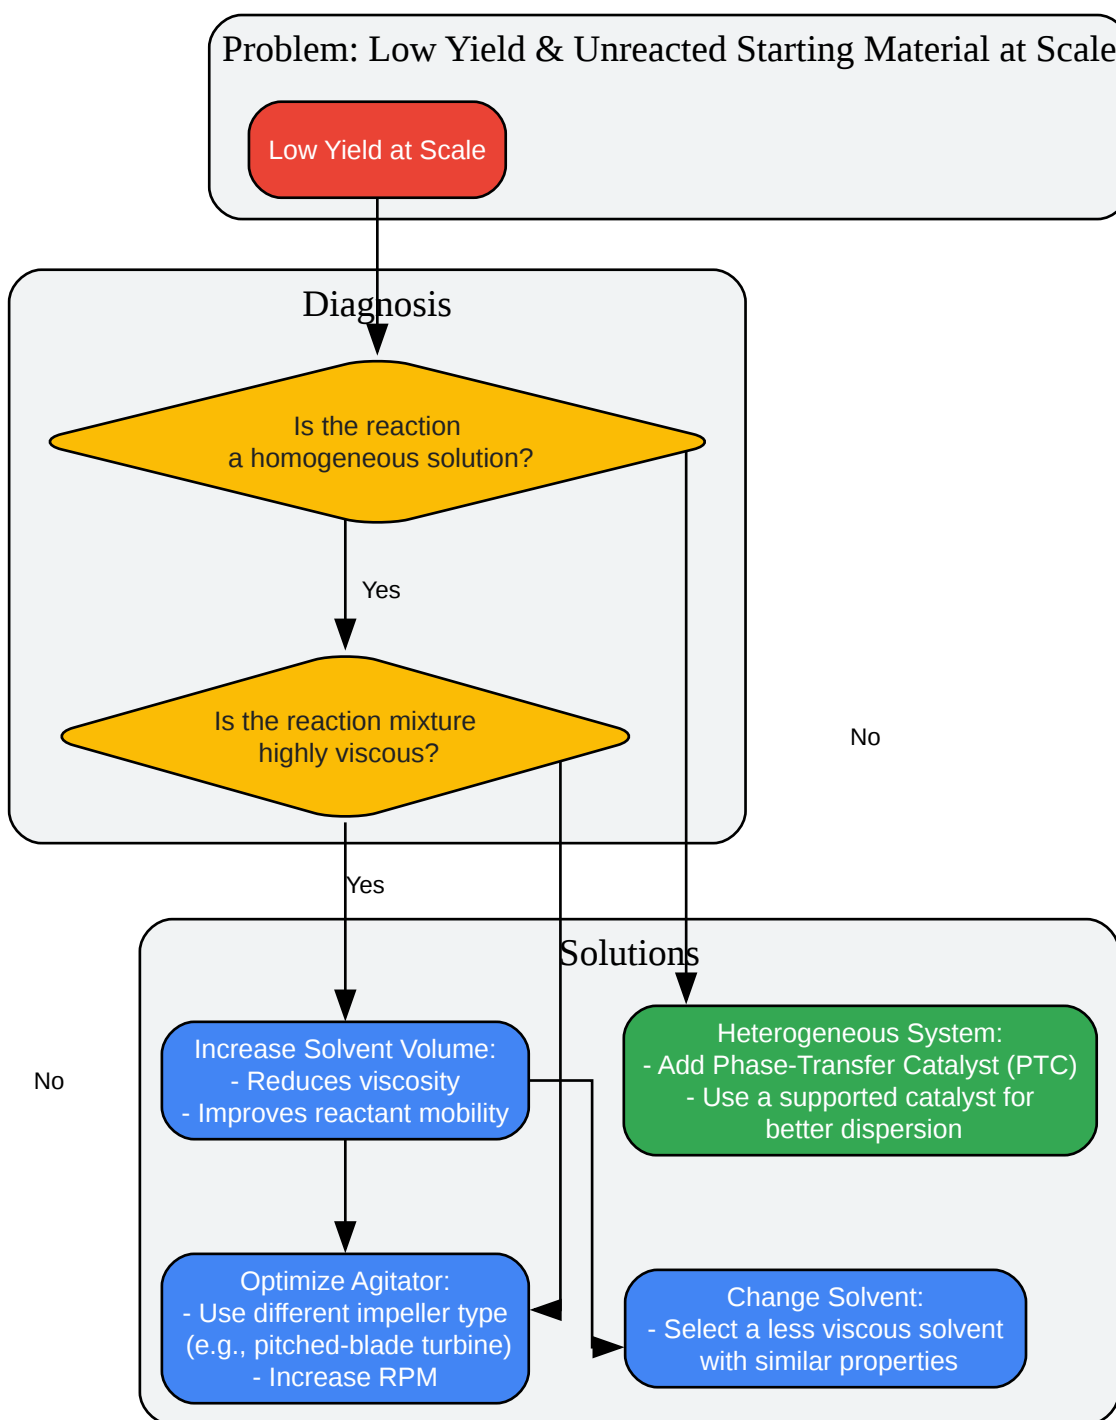 Problem: Low Yield & Unreacted Starting Material at Scale
Low Yield at Scale
Diagnosis
Is the reaction
a homogeneous solution?
Yes
Is the reaction mixture
highly viscous?
No
Yes
Solutions
Increase Solvent Volume:
- Reduces viscosity
- Improves reactant mobility
Heterogeneous System:
- Add Phase-Transfer Catalyst (PTC)
- Use a supported catalyst for
better dispersion
No
Optimize Agitator:
- Use different impeller type
(e.g., pitched-blade turbine)
- Increase RPM
Change Solvent:
- Select a less viscous solvent
with similar properties